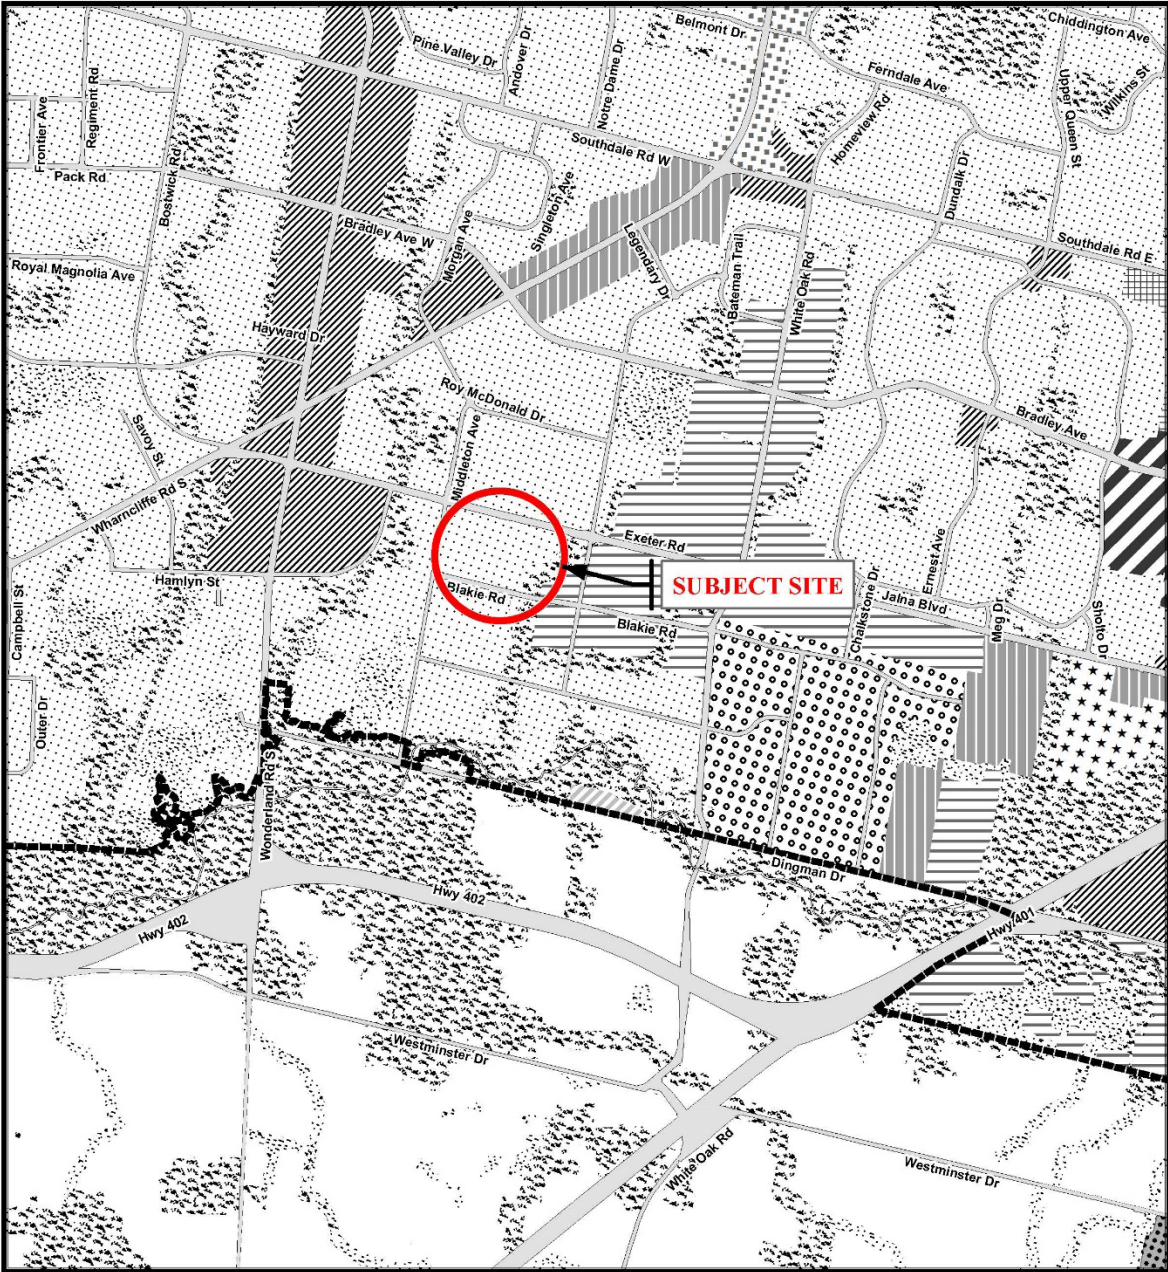 Belmont Dr
Chiddington Ave
Pine Valley Dr
Andover Dr
Notre Dame Dr
Ferndale Ave
Upper Queen St
Wilkins St
Frontier Ave
Regiment Rd
Homeview Rd
Southdale Rd W
Pack Rd
Bostwick Rd
Dundalk Dr
Singleton Ave
Bradley Ave W
Morgan Ave
Legendary Dr
Bateman Trail
White Oak Rd
Southdale Rd E
Royal Magnolia Ave
Hayward Dr
Roy McDonald Dr
Savoy St
Middleton Ave
Bradley Ave
Wharncliffe Rd S
Exeter Rd
Ernest Ave
Hamlyn St
SUBJECT SITE
Blakie Rd
Jalna Blvd
Campbell St
Blakie Rd
Chalkstone Dr
Meg Dr
Sholto Dr
Outer Dr
Wonderland Rd S
Dingman Dr
Hwy 402
Hwy 402
Hwy 401
Westminster Dr
White Oak Rd
Westminster Dr